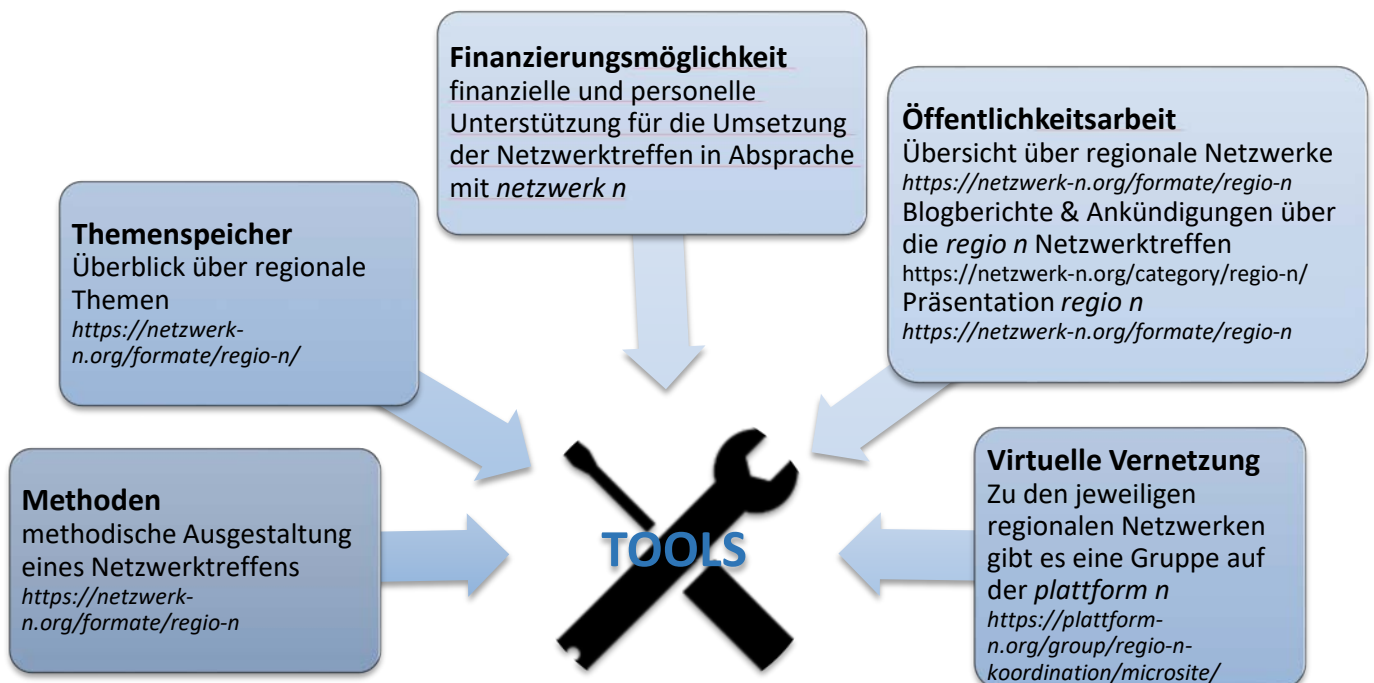 Finanzierungsmöglichkeit
finanzielle und personelle
Unterstützung für die Umsetzung
der Netzwerktreffen in Absprache
mit netzwerk n
Öffentlichkeitsarbeit
Übersicht über regionale Netzwerke
https://netzwerk-n.org/formate/regio-n
Blogberichte & Ankündigungen über
die regio n Netzwerktreffen
https://netzwerk-n.org/category/regio-n/
Präsentation regio n
https://netzwerk-n.org/formate/regio-n
Themenspeicher
Überblick über regionale
Themen
https://netzwerk-
n.org/formate/regio-n/
Methoden
methodische Ausgestaltung
eines Netzwerktreffens
https://netzwerk-
n.org/formate/regio-n
TOOLS
Virtuelle Vernetzung
Zu den jeweiligen
regionalen Netzwerken
gibt es eine Gruppe auf
der plattform n
https://plattform-
n.org/group/regio-n-
koordination/microsite/